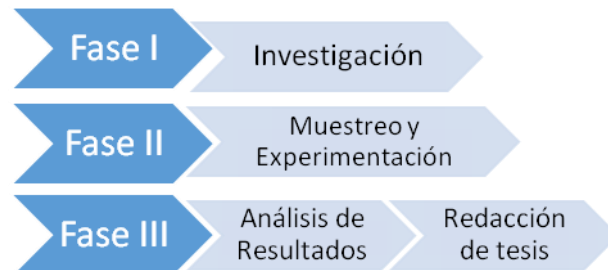 Fase I
Investigación
Fase II
Muestreo y
Experimentación
Fase III
Análisis de
Resultados
Redacción
de tesis